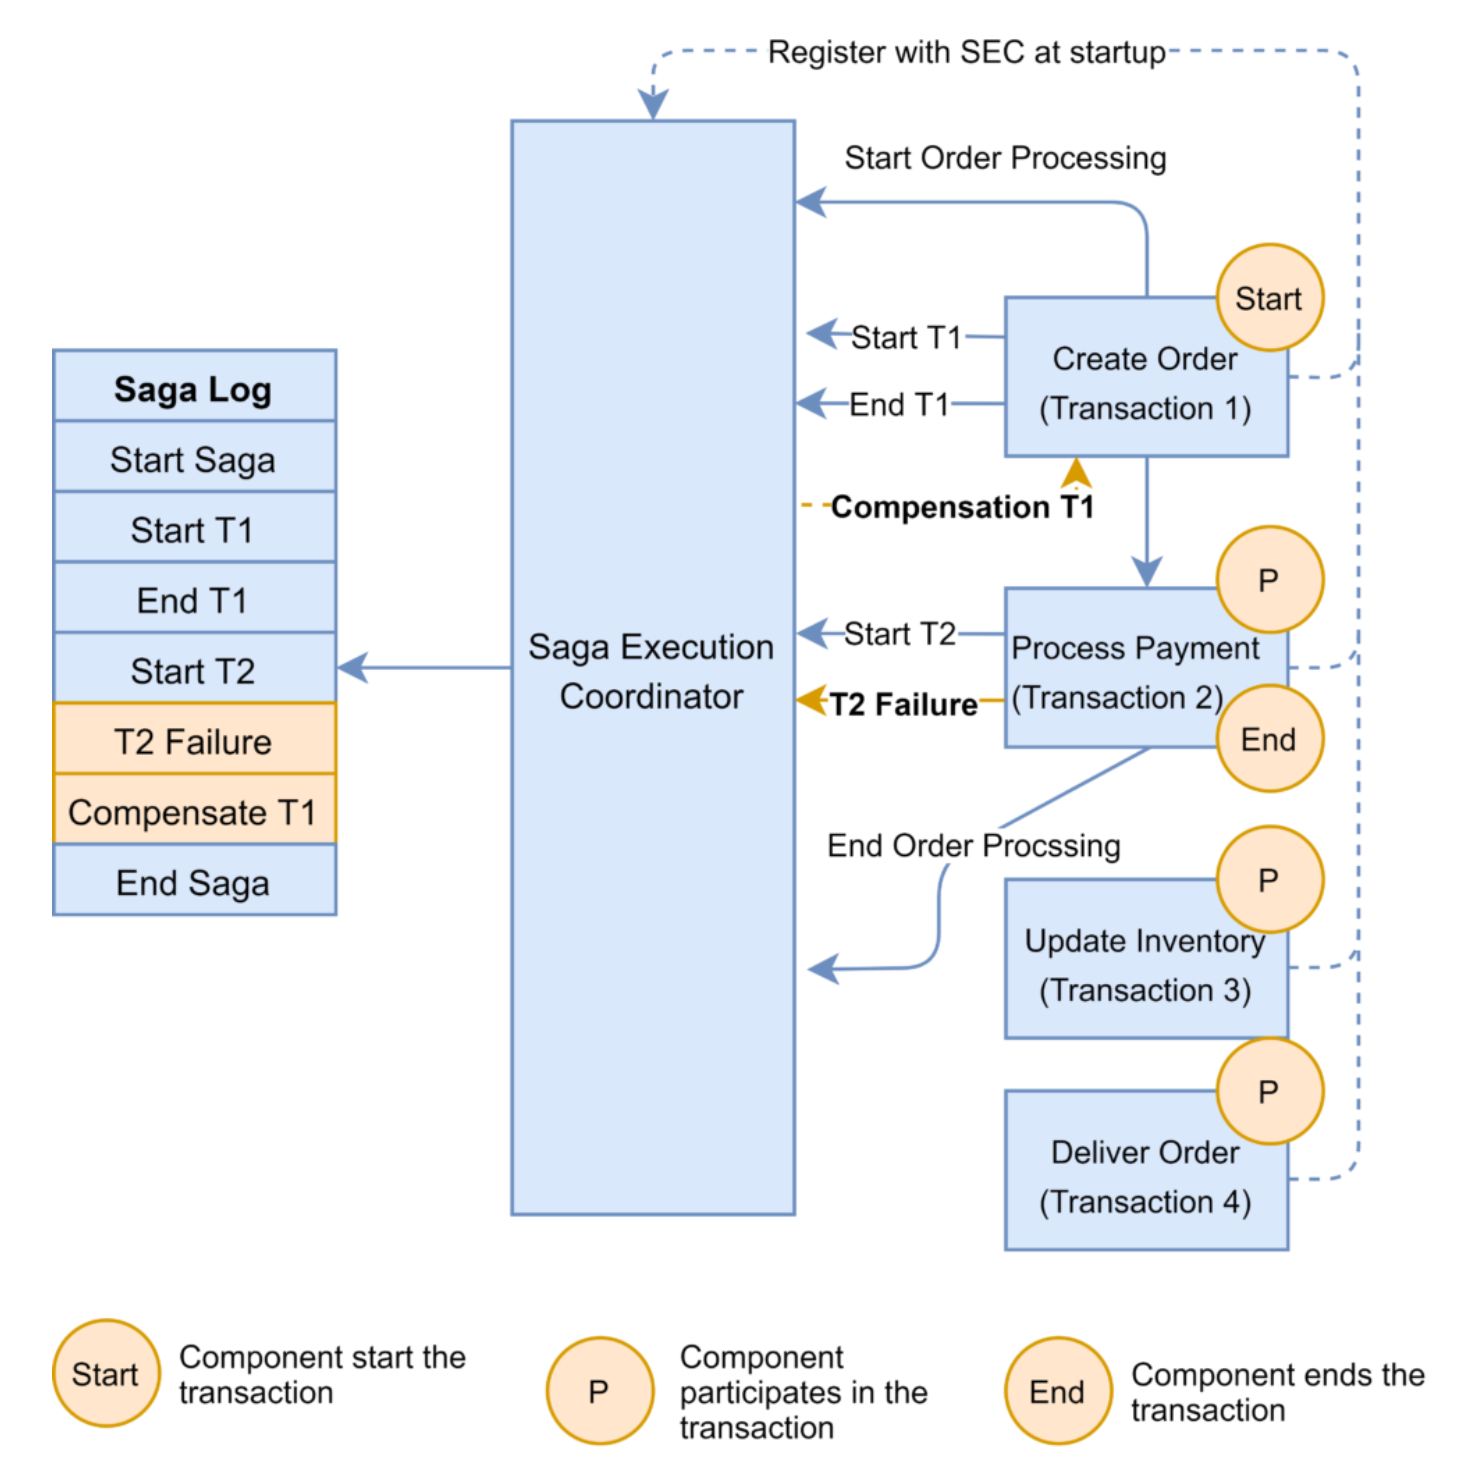 Register with SEC at startup
Start Order Processing
Start
Start T1
Create Order
(Transaction 1)
End T1
Saga Log
Start Saga
Start T1
End T1
Start T2
T2 Failure
Compensate T1
End Saga
Compensation T1
P
Saga Execution
Coordinator
Start T2
Process Payment
(Transaction 2)
T2 Failure
End
End Order Procssing
P
Update Inventory
(Transaction 3)
P
Deliver Order
(Transaction 4)
Start
Component start the
transaction
P
Component
participates in the
transaction
End
Component ends the
transaction